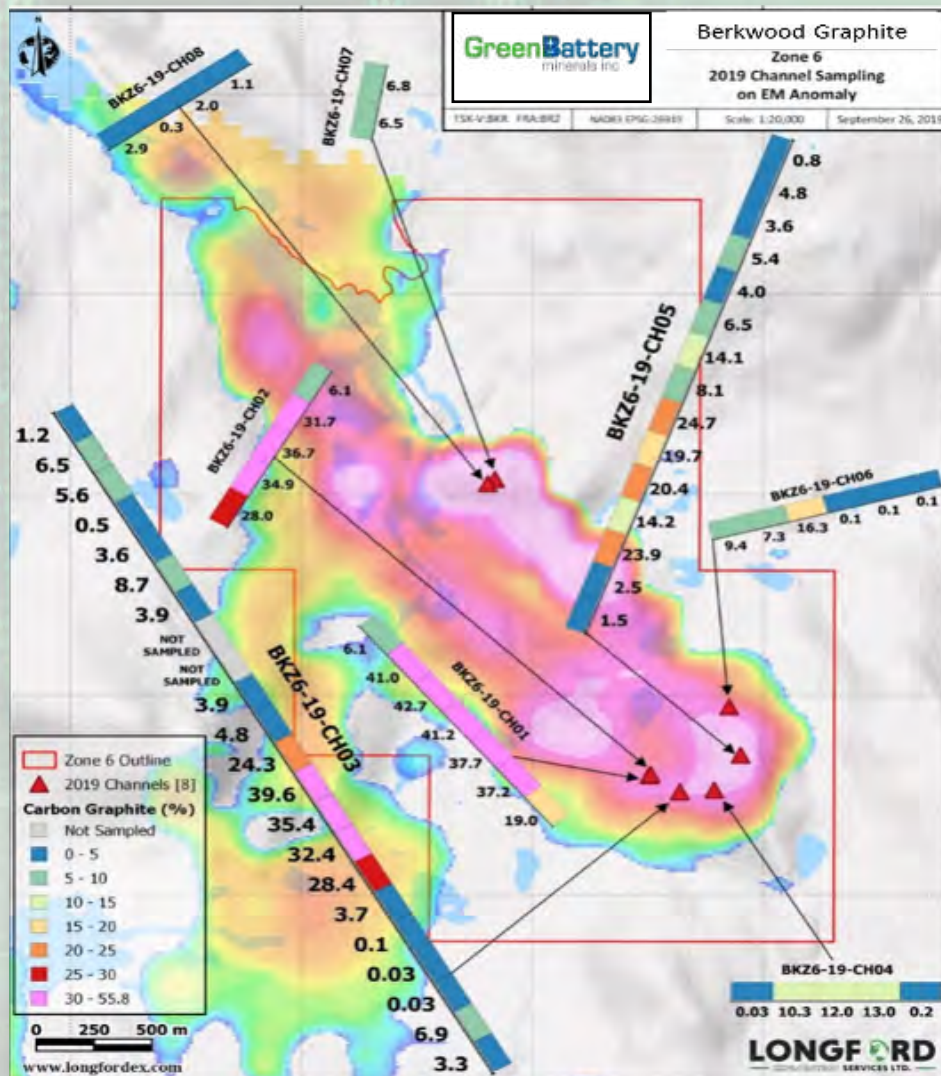 GreenBattery
minerals inc
Berkwood Graphite
Zone 6
2019 Channel Sampling
on EM Anomaly
TSX-V:BKR FRA:BR2
Scale: 1:20,000
September 26, 2019
BKZ6-19-CH08
1.1
2.0
0.3
2.9
BKZ6-19-CH07
6.8
6.5
BKZ6-19-CH05
0.8
4.8
3.6
5.4
4.0
6.5
14.1
8.1
24.7
19.7
20.4
14.2
23.9
2.5
1.5
BKZ6-19-CH02
6.1
31.7
36.7
34.9
28.0
BKZ6-19-CH06
9.4 7.3 16.3 0.1 0.1 0.1
BKZ6-19-CH03
1.2
6.5
5.6
0.5
3.6
8.7
3.9
NOT
SAMPLED
NOT
SAMPLED
3.9
4.8
24.3
39.6
35.4
32.4
28.4
3.7
0.1
0.03
0.03
6.9
3.3
BKZ6-19-CH01
6.1
41.0
42.7
41.2
37.7
37.2
19.0
BKZ6-19-CH04
0.03 10.3 12.0 13.0 0.2
Zone 6 Outline
2019 Channels [8]
Carbon Graphite (%)
Not Sampled
0 - 5
5 - 10
10 - 15
15 - 20
20 - 25
25 - 30
30 - 55.8
0 250 500 m
www.longfordex.com
LONGFORD
SERVICES LTD.